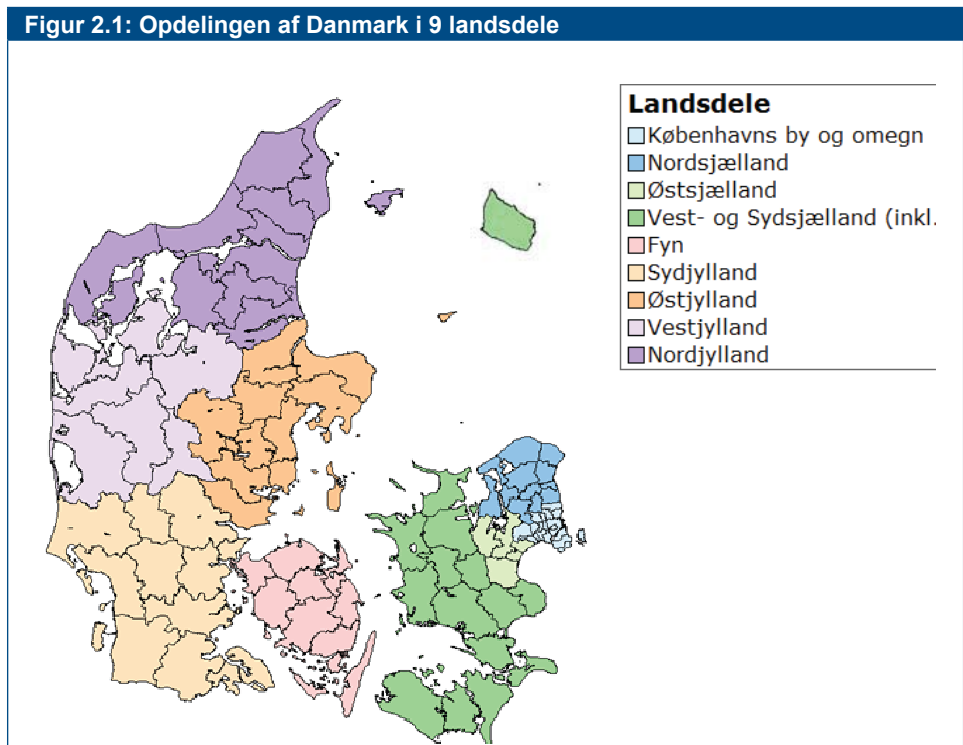 Figur 2.1: Opdelingen af Danmark i 9 landsdele
Landsdele
Københavns by og omegn
Nordsjælland
Østsjælland
Vest- og Sydsjælland (inkl.
Fyn
Sydjylland
Østjylland
Vestjylland
Nordjylland